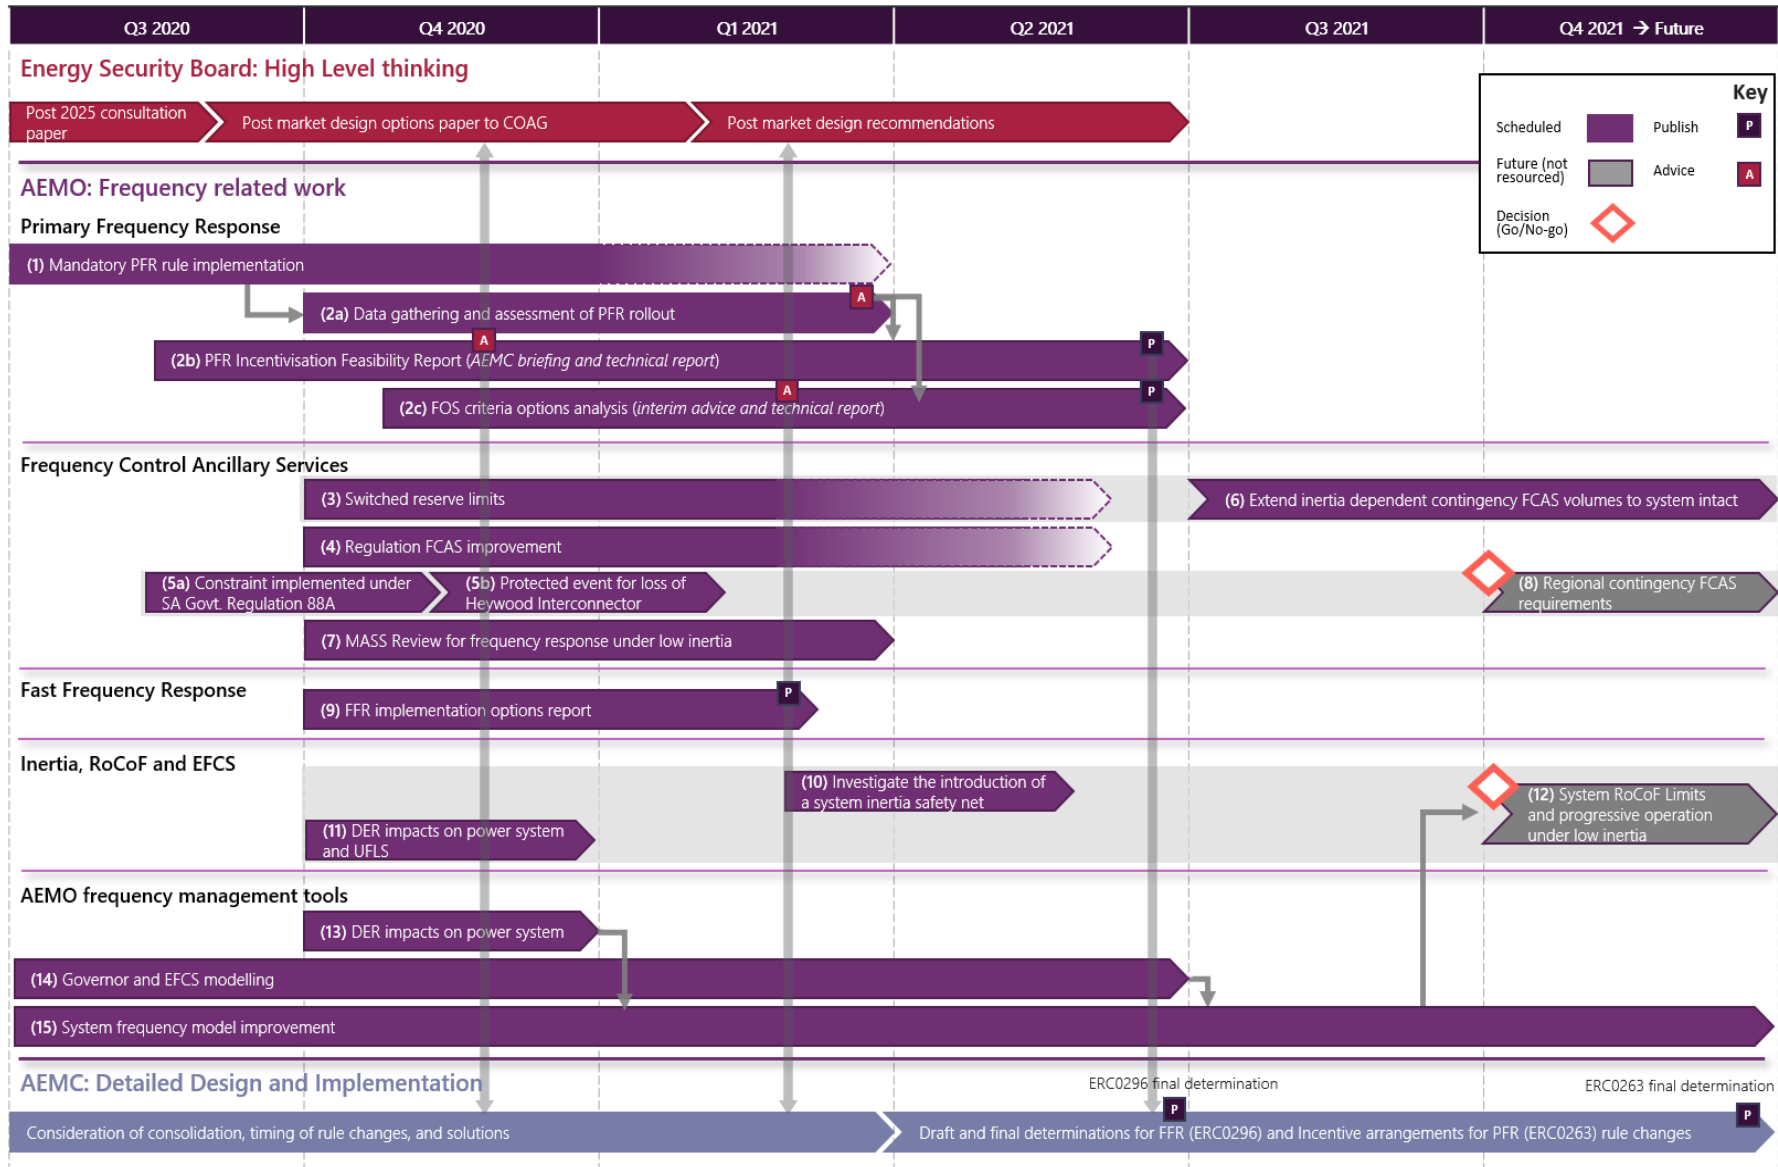 Q3 2020
Q4 2020
Q1 2021
Q2 2021
Q3 2021
Q4 2021 → Future
Energy Security Board: High Level thinking
Post 2025 consultation
paper
Post market design options paper to COAG
Post market design recommendations
Key
Scheduled
Publish
P
Future (not
resourced)
Advice
A
Decision
(Go/No-go)
AEMO: Frequency related work
Primary Frequency Response
(1) Mandatory PFR rule implementation
A
(2a) Data gathering and assessment of PFR rollout
A
P
(2b) PFR Incentivisation Feasibility Report (AEMC briefing and technical report)
A
P
(2c) FOS criteria options analysis (interim advice and technical report)
Frequency Control Ancillary Services
(3) Switched reserve limits
(6) Extend inertia dependent contingency FCAS volumes to system intact
(4) Regulation FCAS improvement
(5a) Constraint implemented under
SA Govt. Regulation 88A
(5b) Protected event for loss of
Heywood Interconnector
(8) Regional contingency FCAS
requirements
(7) MASS Review for frequency response under low inertia
Fast Frequency Response
P
(9) FFR implementation options report
Inertia, RoCoF and EFCS
(10) Investigate the introduction of
a system inertia safety net
(12) System RoCoF Limits
and progressive operation
under low inertia
(11) DER impacts on power system
and UFLS
AEMO frequency management tools
(13) DER impacts on power system
(14) Governor and EFCS modelling
(15) System frequency model improvement
AEMC: Detailed Design and Implementation
ERC0296 final determination
ERC0263 final determination
P
P
Consideration of consolidation, timing of rule changes, and solutions
Draft and final determinations for FFR (ERC0296) and Incentive arrangements for PFR (ERC0263) rule changes